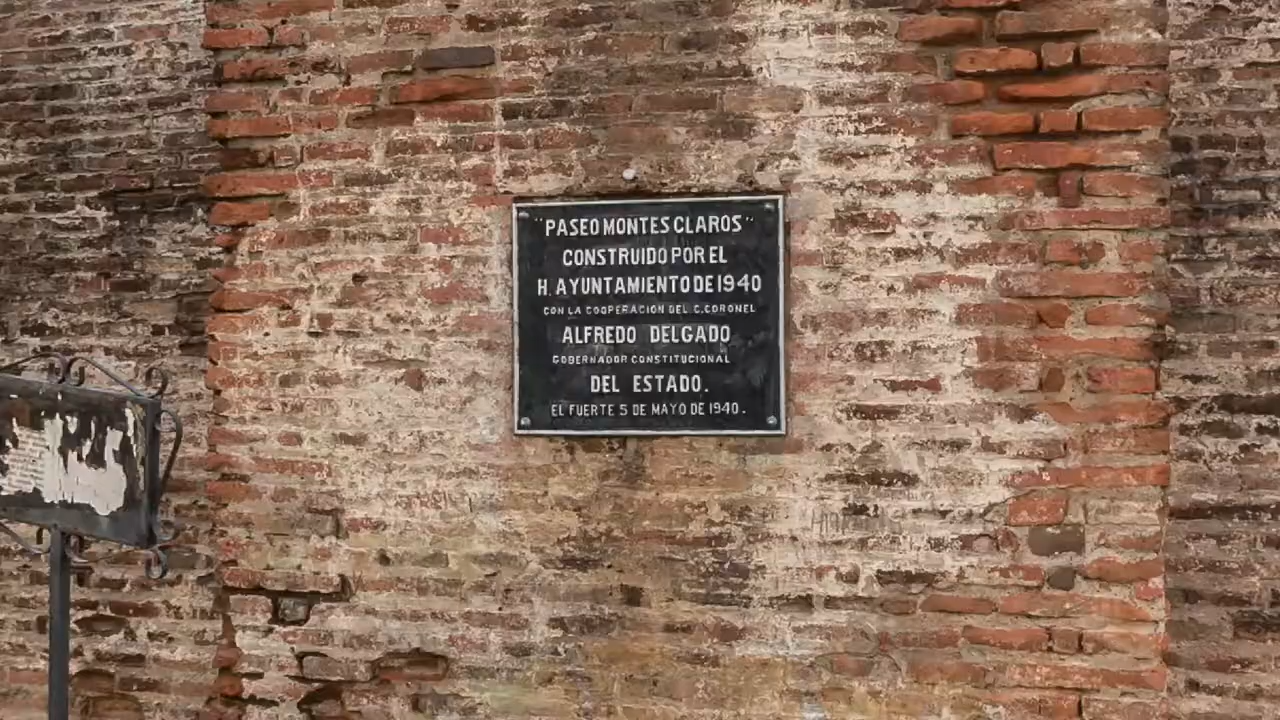 "PASEO MONTES CLAROS"
CONSTRUIDO POR EL
H. AYUNTAMIENTO DE 1940
CON LA COOPERACION DEL C. CORONEL
ALFREDO DELGADO
GOBERNADOR CONSTITUCIONAL
DEL ESTADO.
EL FUERTE 5 DE MAYO DE 1940.